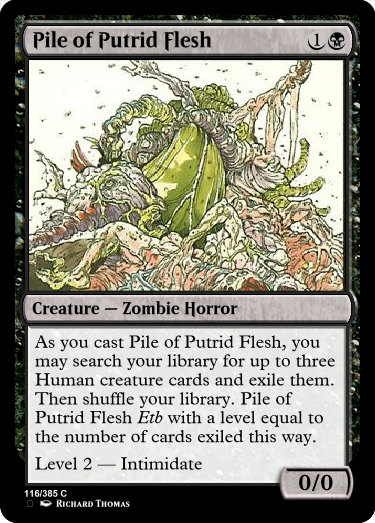 Pile of Putrid Flesh 1
Creature — Zombie Horror
As you cast Pile of Putrid Flesh, you
may search your library for up to three
Human creature cards and exile them.
Then shuffle your library. Pile of
Putrid Flesh Etb with a level equal to
the number of cards exiled this way.
Level 2 — Intimidate
0/0
116/385 C
Richard Thomas